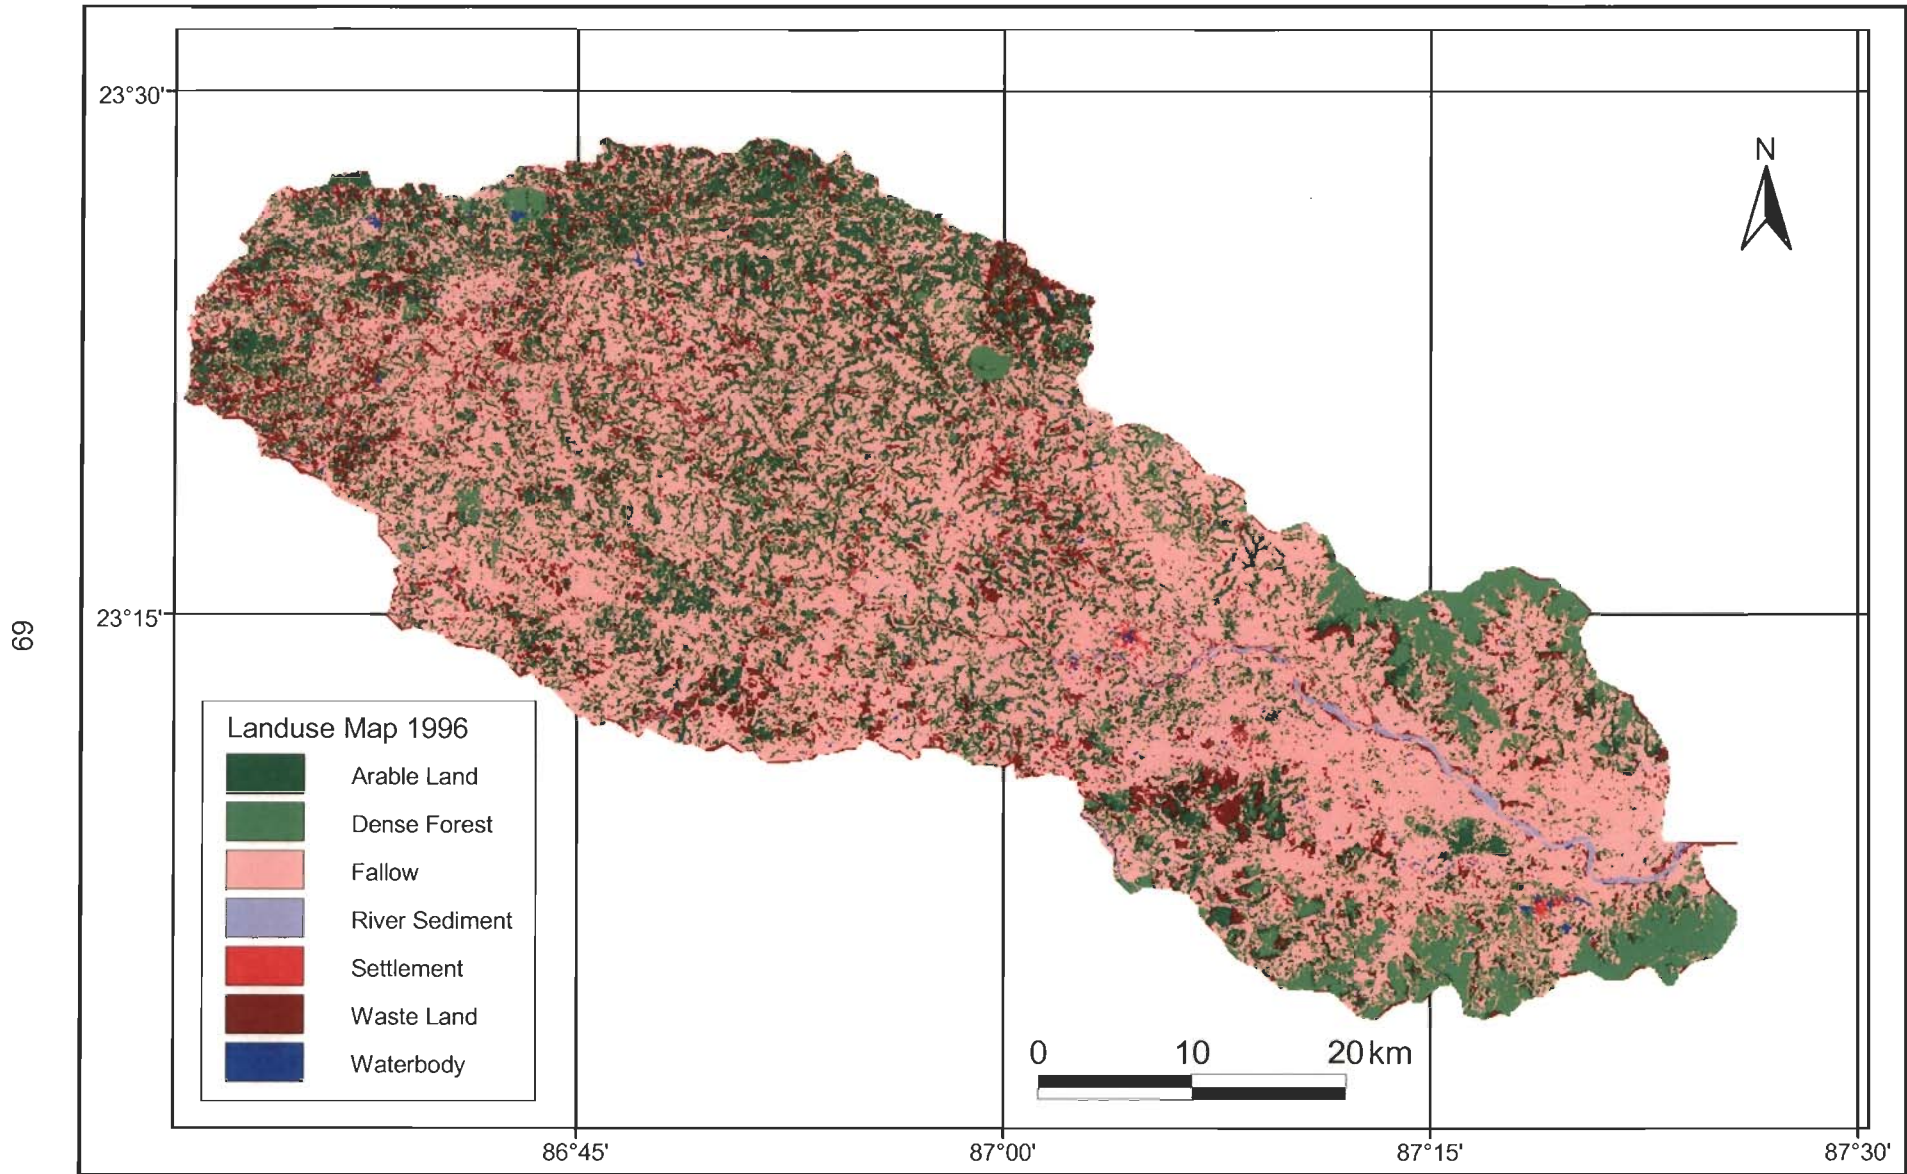 23°30'
N
23°15'
69
Landuse Map 1996
Arable Land
Dense Forest
Fallow
River Sediment
Settlement
Waste Land
Waterbody
0 10 20 km
86°45' 87°00' 87°15' 87°30'